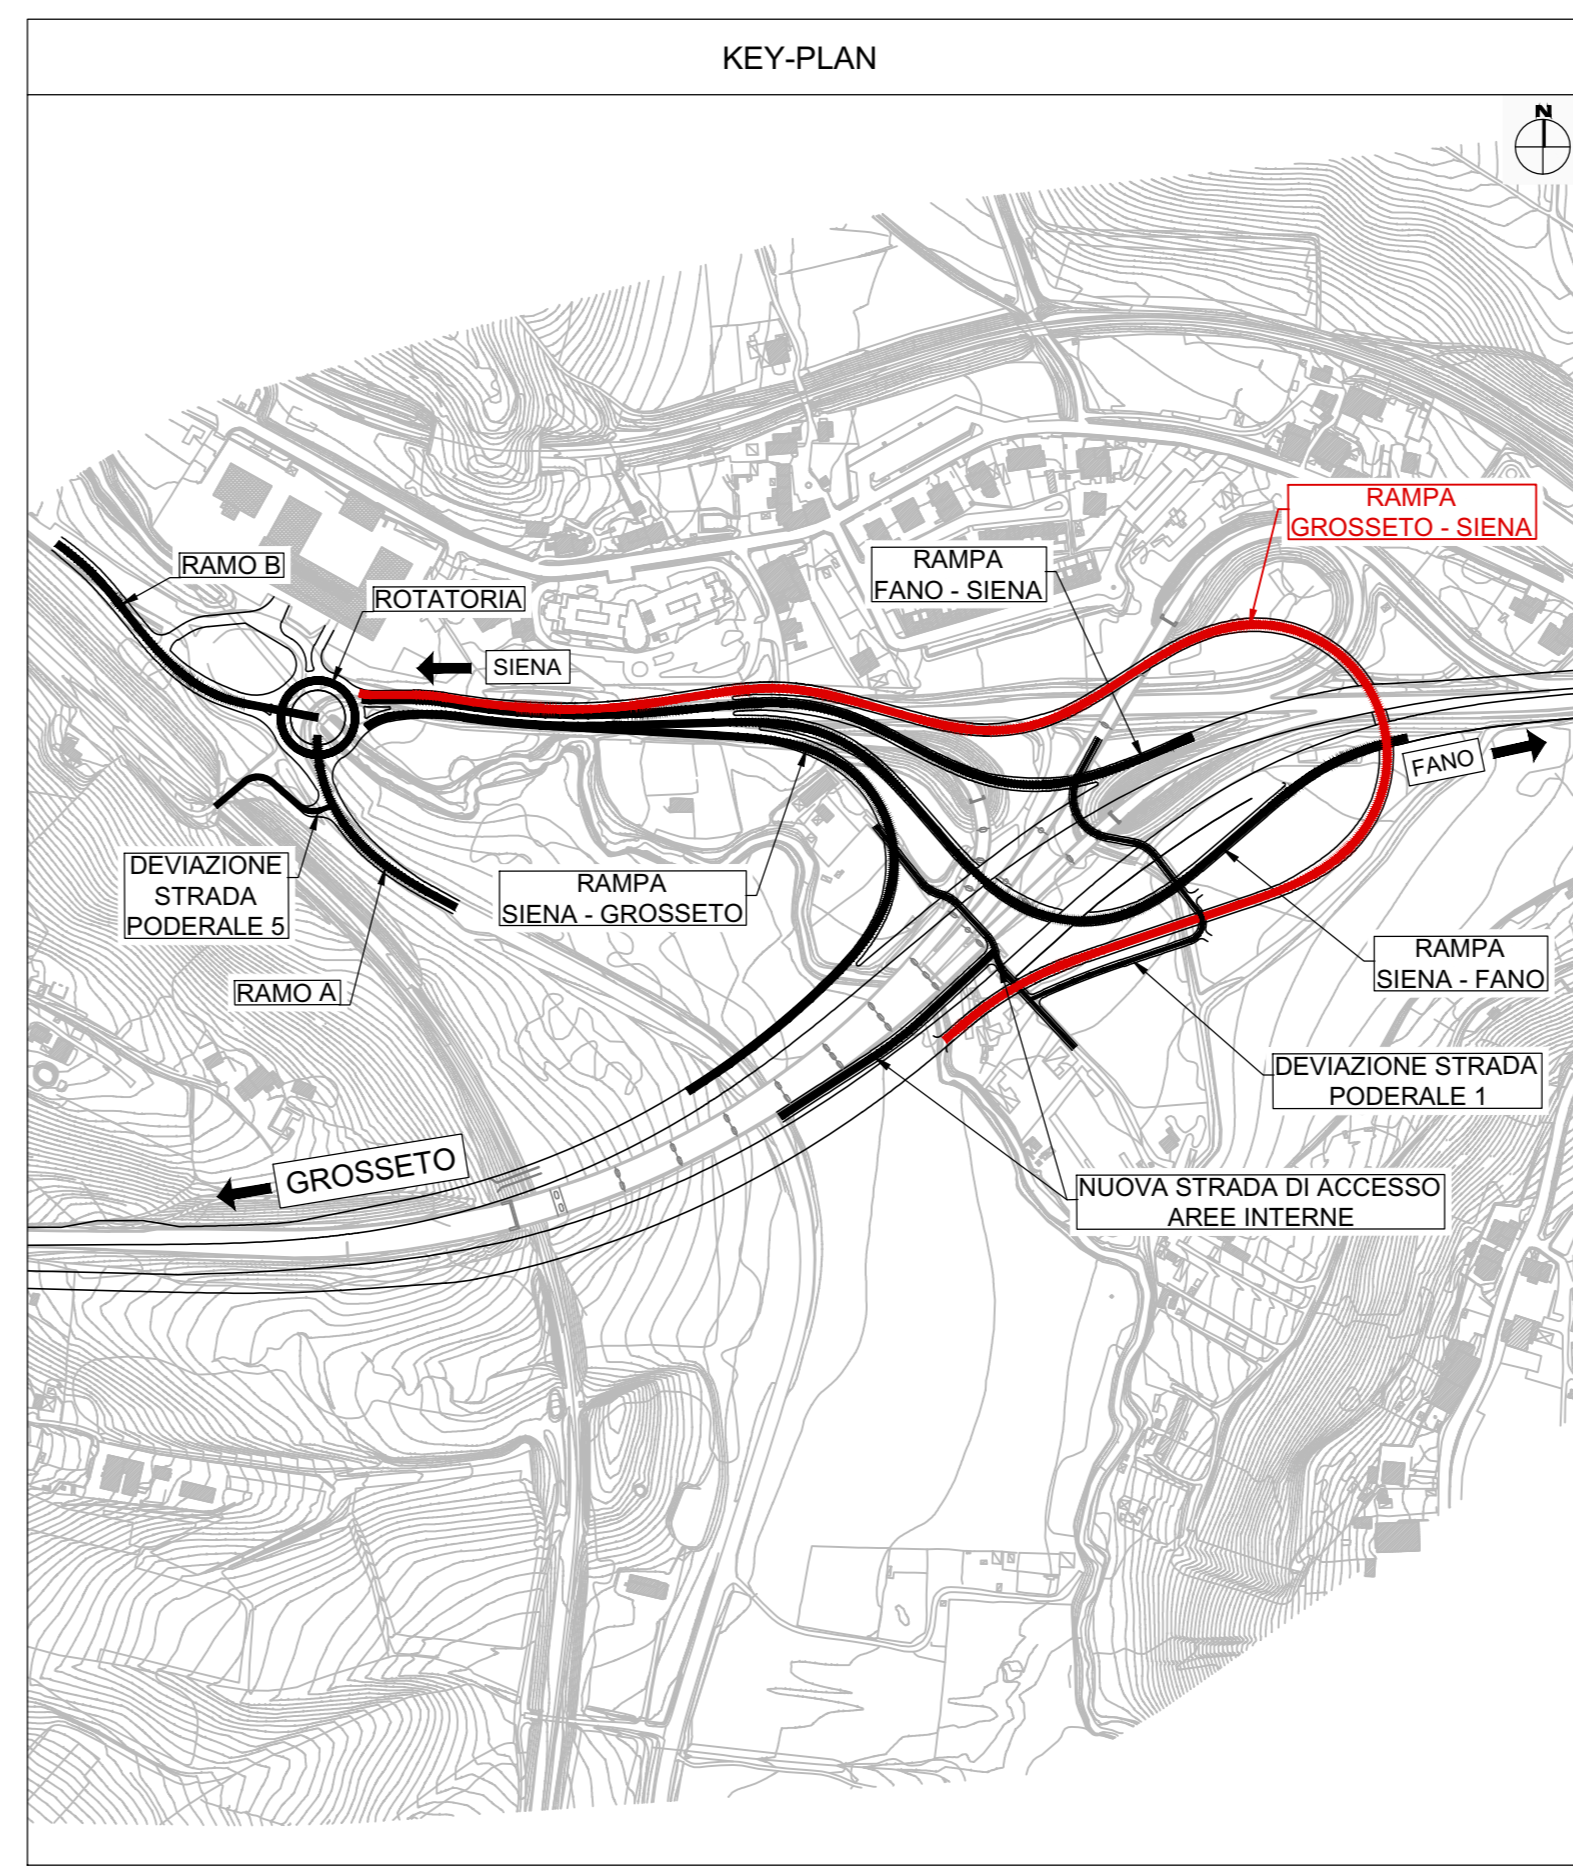 KEY-PLAN
N
RAMPA
GROSSETO - SIENA
RAMO B
RAMPA
FANO - SIENA
ROTATORIA
SIENA
FANO
DEVIAZIONE
STRADA
PODERALE 5
RAMPA
SIENA - GROSSETO
RAMPA
SIENA - FANO
RAMO A
DEVIAZIONE STRADA
PODERALE 1
GROSSETO
NUOVA STRADA DI ACCESSO
AREE INTERNE